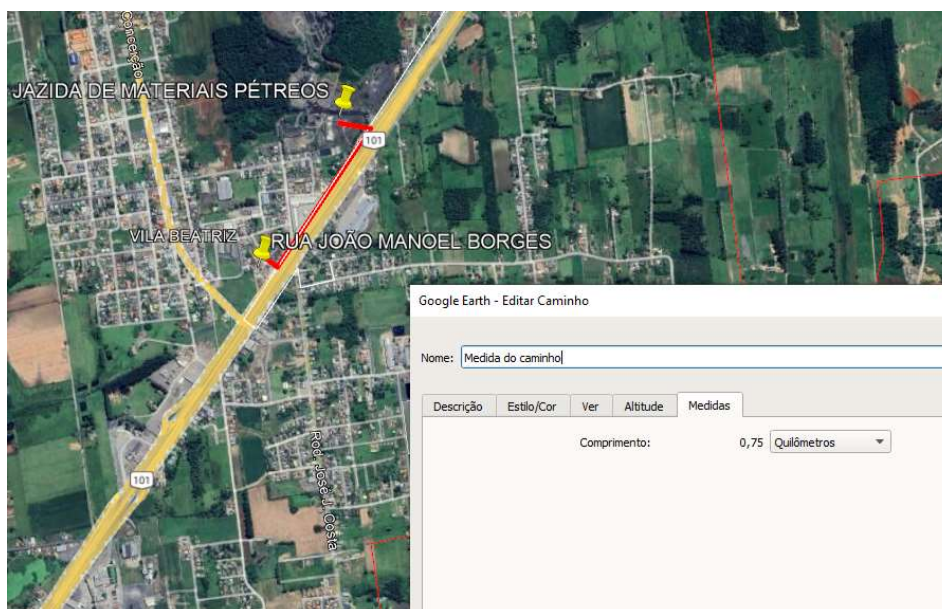 Conceição
JAZIDA DE MATERIAIS PÉTREOS
101
VILA BEATRIZ
RUA JOÃO MANOEL BORGES
101
Rod. José J. Costa
Google Earth - Editar Caminho
Nome: Medida do caminho
Descrição Estilo/Cor Ver Altitude Medidas
Comprimento: 0,75 Quilômetros